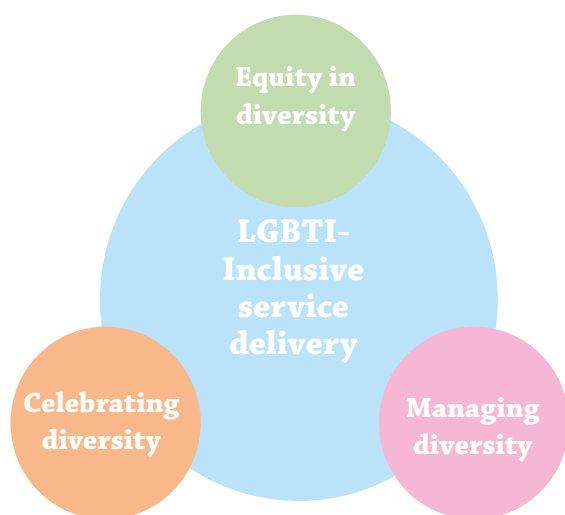 Equity in
diversity
LGBTI-
Inclusive
service
delivery
Celebrating
diversity
Managing
diversity